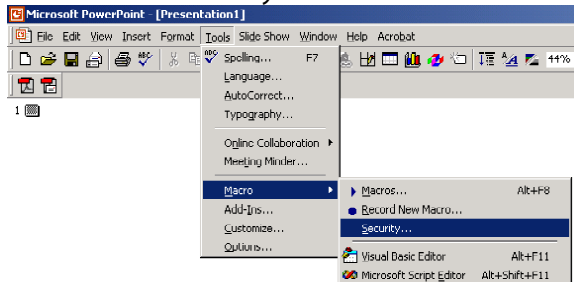 Microsoft PowerPoint - [Presentation1]
File Edit View Insert Format Tools Slide Show Window Help Acrobat
Spelling... F7
44%
Language...
AutoCorrect...
Typography...
1
Online Collaboration
Meeting Minder...
Macro
Macros... Alt+F8
Add-Ins...
Record New Macro...
Customize...
Security...
Options...
Visual Basic Editor Alt+F11
Microsoft Script Editor Alt+Shift+F11